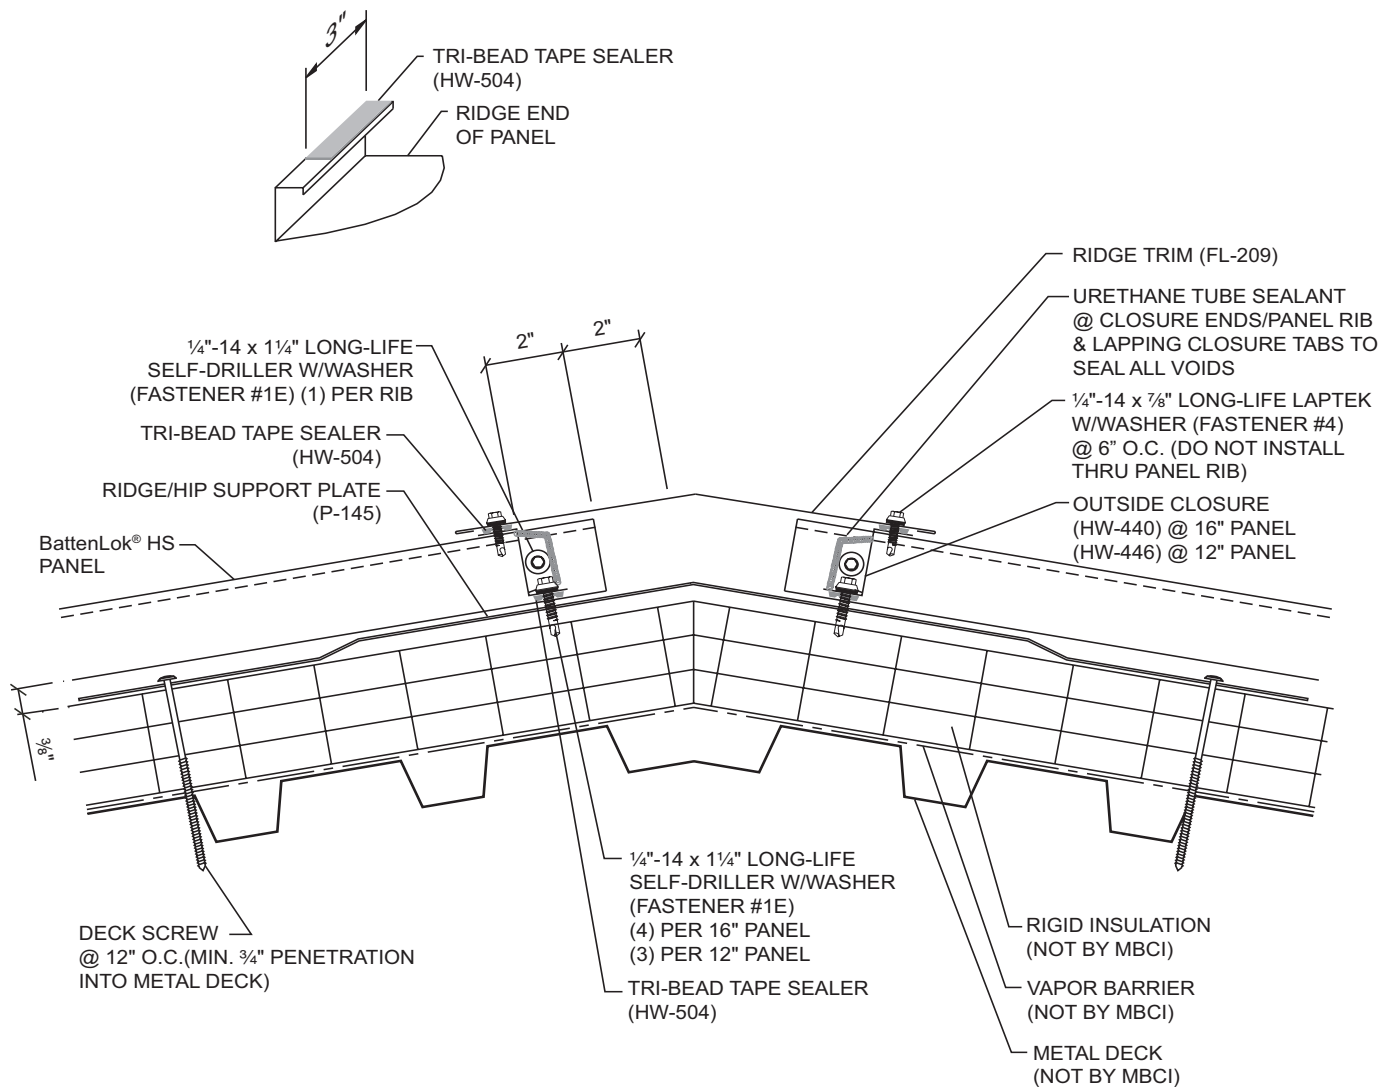 3"
TRI-BEAD TAPE SEALER
(HW-504)
RIDGE END
OF PANEL
RIDGE TRIM (FL-209)
URETHANE TUBE SEALANT
@ CLOSURE ENDS/PANEL RIB
& LAPPING CLOSURE TABS TO
SEAL ALL VOIDS
2"
2"
¼"-14 x 1¼" LONG-LIFE
SELF-DRILLER W/WASHER
(FASTENER #1E) (1) PER RIB
TRI-BEAD TAPE SEALER
(HW-504)
RIDGE/HIP SUPPORT PLATE
(P-145)
BattenLok® HS
PANEL
¼"-14 x ⅞" LONG-LIFE LAPTEK
W/WASHER (FASTENER #4)
@ 6” O.C. (DO NOT INSTALL
THRU PANEL RIB)
OUTSIDE CLOSURE
(HW-440) @ 16" PANEL
(HW-446) @ 12" PANEL
⅜"
DECK SCREW
@ 12" O.C.(MIN. ¾" PENETRATION
INTO METAL DECK)
¼"-14 x 1¼" LONG-LIFE
SELF-DRILLER W/WASHER
(FASTENER #1E)
(4) PER 16" PANEL
(3) PER 12" PANEL
TRI-BEAD TAPE SEALER
(HW-504)
RIGID INSULATION
(NOT BY MBCI)
VAPOR BARRIER
(NOT BY MBCI)
METAL DECK
(NOT BY MBCI)